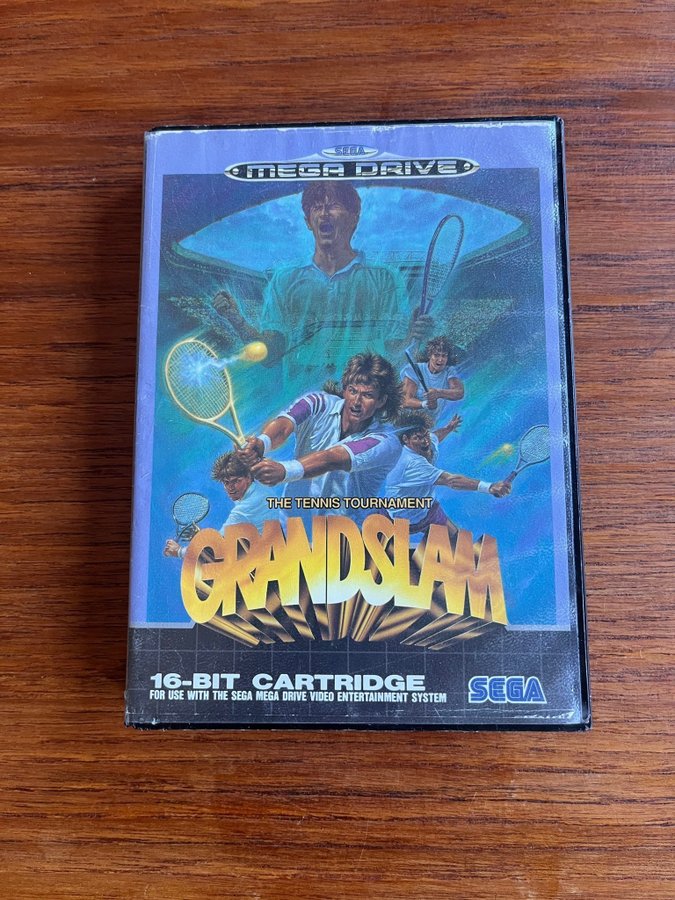 SEGA
MEGA DRIVE
THE TENNIS TOURNAMENT
GRANDSLAM
16-BIT CARTRIDGE
FOR USE WITH THE SEGA MEGA DRIVE VIDEO ENTERTAINMENT SYSTEM
SEGA